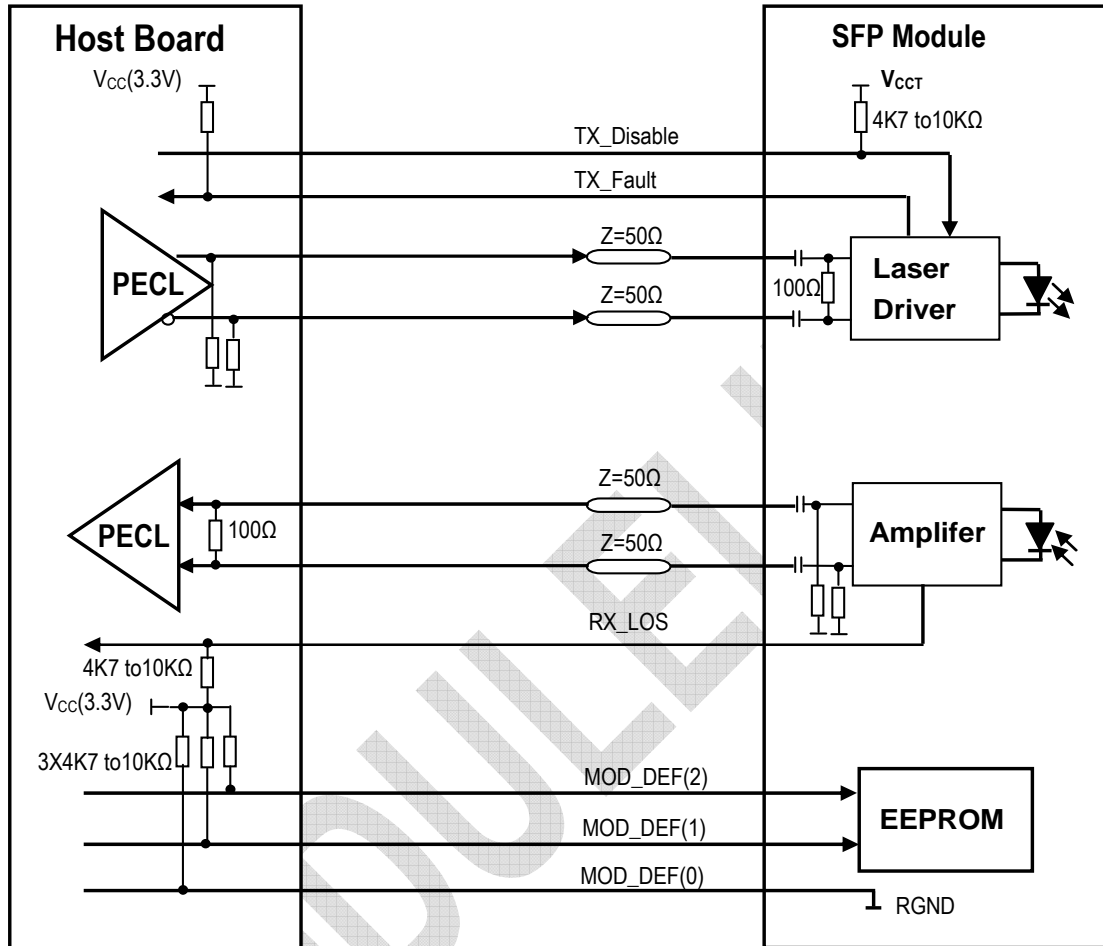 Host Board
SFP Module
VCC(3.3V)
VCCT
4K7 to10KΩ
TX_Disable
TX_Fault
Z=50Ω
PECL
100Ω
Laser
Driver
Z=50Ω
Z=50Ω
PECL
100Ω
Amplifer
Z=50Ω
RX_LOS
4K7 to10KΩ
VCC(3.3V)
3X4K7 to10KΩ
MOD_DEF(2)
EEPROM
MOD_DEF(1)
MOD_DEF(0)
RGND